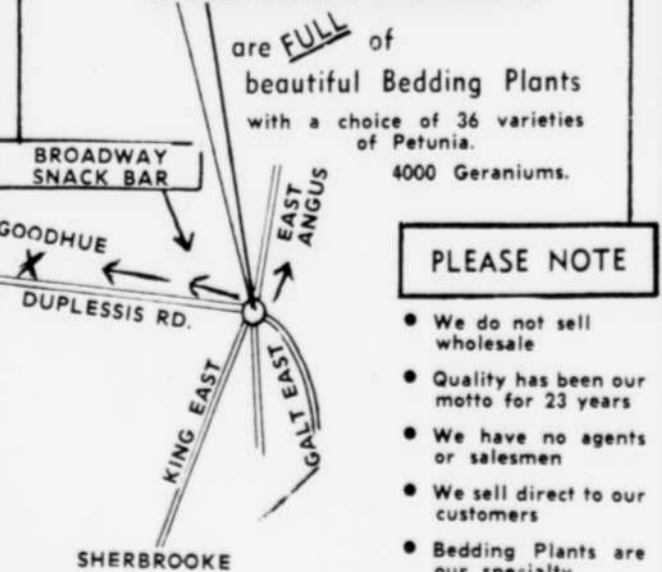 are FULL of
beautiful Bedding Plants
with a choice of 36 varieties
of Petunia.
4000 Geraniums.
BROADWAY
SNACK BAR
EAST
ANGUS
GOODHUE
X
DUPLESSIS RD.
KING EAST
GALT EAST
SHERBROOKE
PLEASE NOTE
• We do not sell
wholesale
• Quality has been our
motto for 23 years
• We have no agents
or salesmen
• We sell direct to our
customers
• Bedding Plants are
our specialty